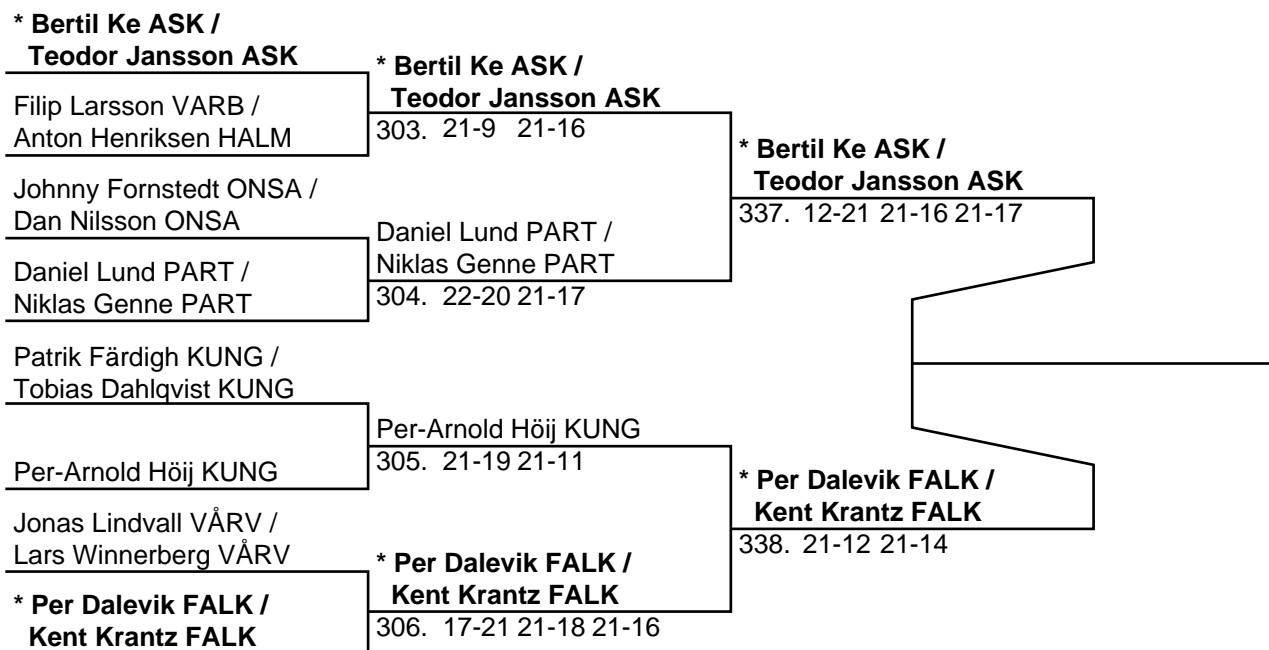 * Bertil Ke ASK /
Teodor Jansson ASK
Filip Larsson VARB /
Anton Henriksen HALM
Johnny Fornstedt ONSA /
Dan Nilsson ONSA
Daniel Lund PART /
Niklas Genne PART
Patrik Färdigh KUNG /
Tobias Dahlqvist KUNG
Per-Arnold Höij KUNG
Jonas Lindvall VÅRV /
Lars Winnerberg VÅRV
* Per Dalevik FALK /
Kent Krantz FALK
* Bertil Ke ASK /
Teodor Jansson ASK
303. 21-9 21-16
Daniel Lund PART /
Niklas Genne PART
304. 22-20 21-17
Per-Arnold Höij KUNG
305. 21-19 21-11
* Per Dalevik FALK /
Kent Krantz FALK
306. 17-21 21-18 21-16
* Bertil Ke ASK /
Teodor Jansson ASK
337. 12-21 21-16 21-17
* Per Dalevik FALK /
Kent Krantz FALK
338. 21-12 21-14